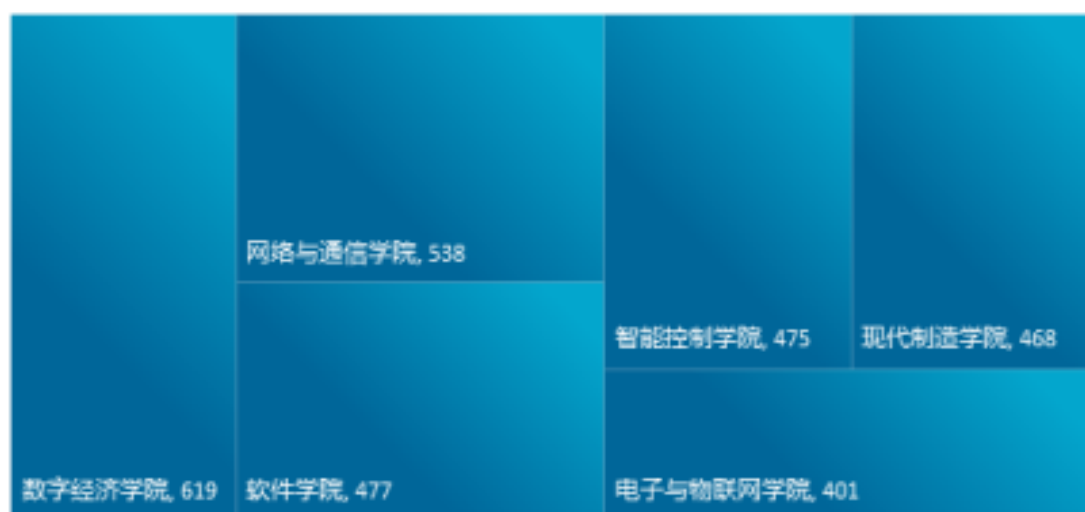 网络与通信学院, 538
智能控制学院, 475
现代制造学院, 468
数字经济学院, 619
软件学院, 477
电子与物联网学院, 401